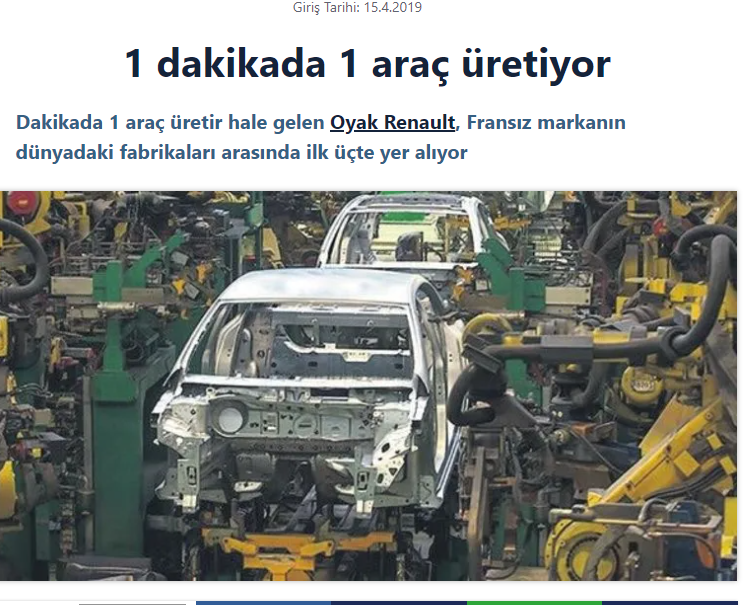 Giriş Tarihi: 15.4.2019
1 dakikada 1 araç üretiyor
Dakikada 1 araç üretir hale gelen Oyak Renault, Fransız markanın
dünyadaki fabrikaları arasında ilk üçte yer alıyor